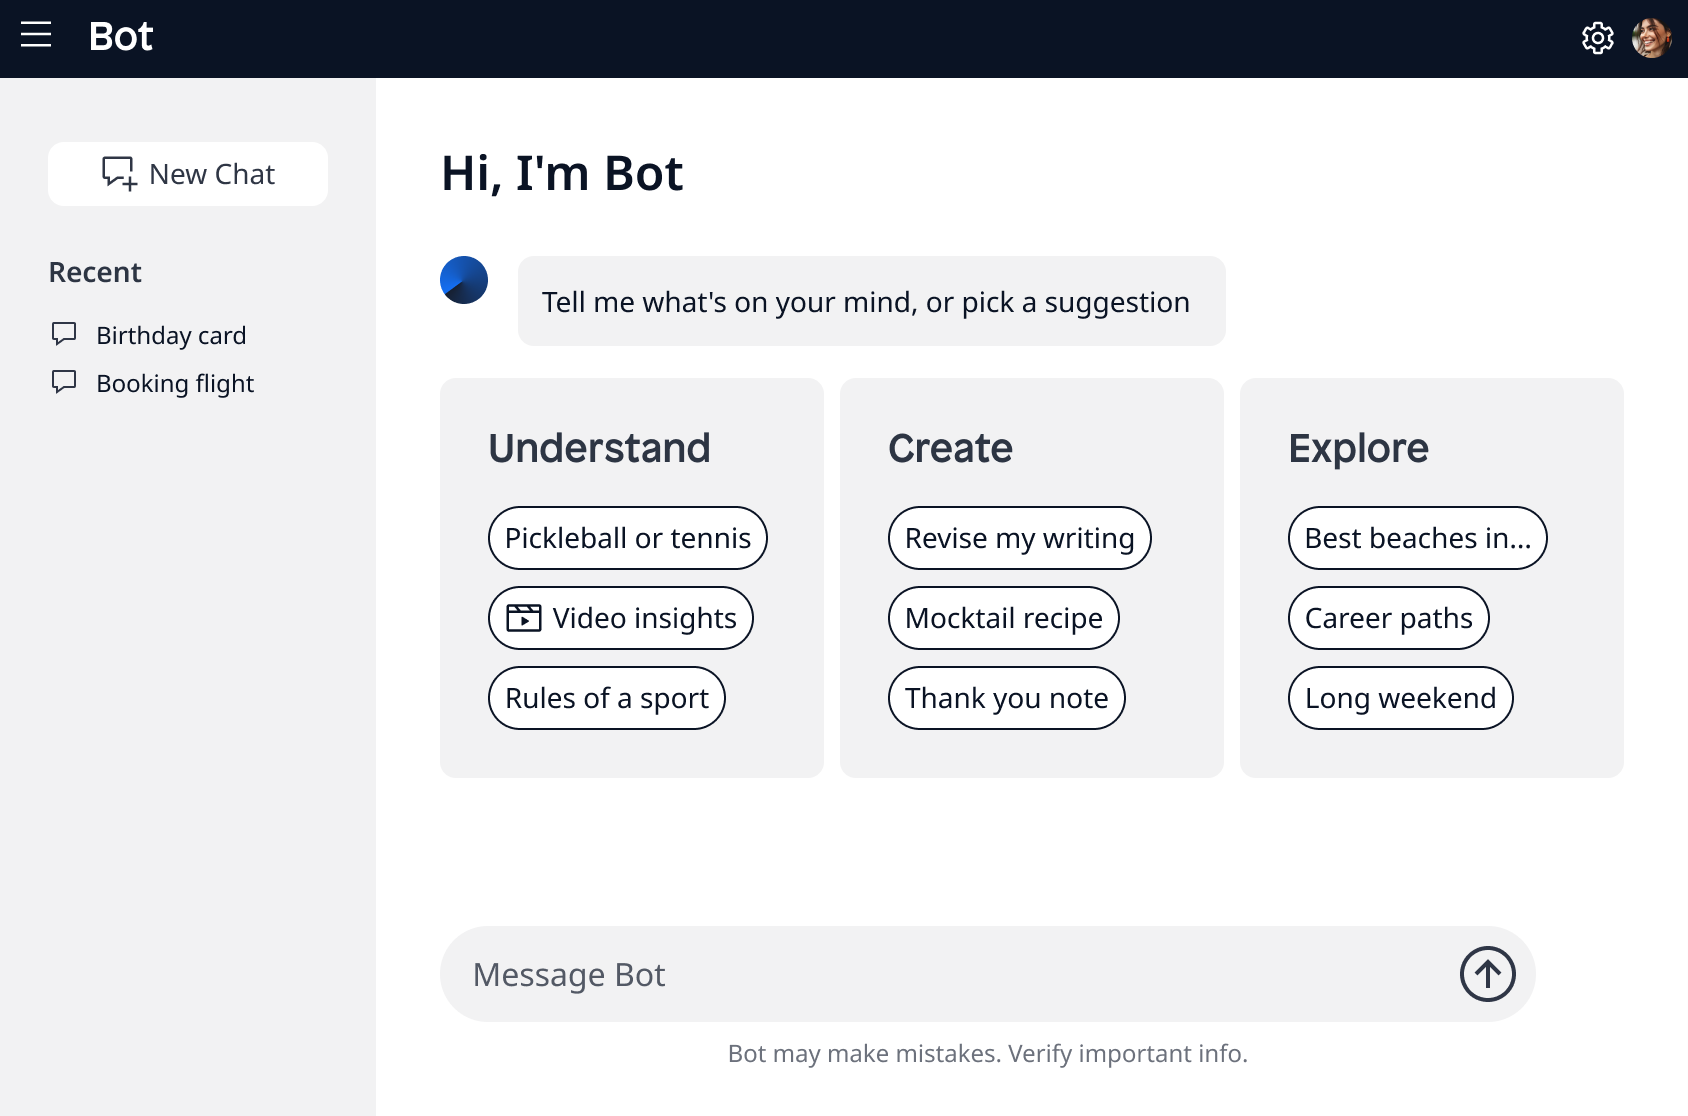 Bot
New Chat
Recent
Birthday card
Booking flight
Hi, I'm Bot
Tell me what's on your mind, or pick a suggestion
Understand
Pickleball or tennis
Video insights
Rules of a sport
Create
Revise my writing
Mocktail recipe
Thank you note
Explore
Best beaches in...
Career paths
Long weekend
Message Bot
Bot may make mistakes. Verify important info.